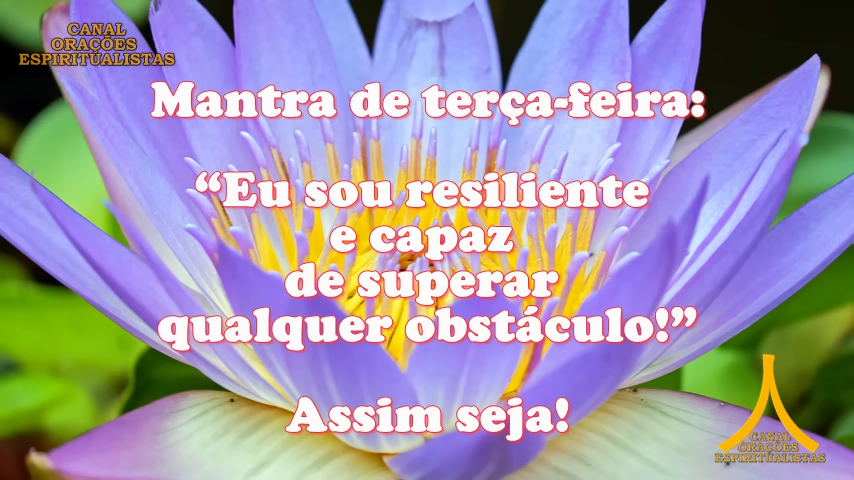 CANAL
ORAÇÕES
ESPIRITUALISTAS
Mantra de terça-feira:
“Eu sou resiliente
e capaz
de superar
qualquer obstáculo!”
Assim seja!
CANAL
ORAÇÕES
ESPIRITUALISTAS